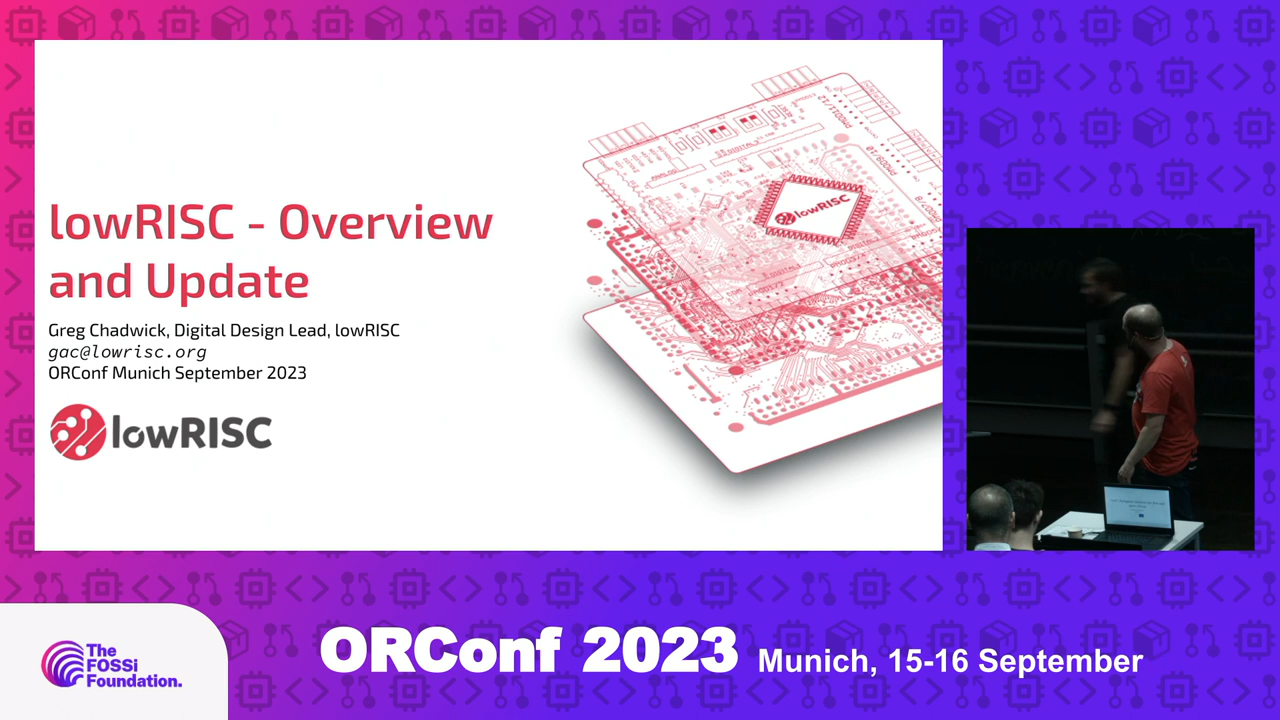 lowRISC - Overview
and Update
Greg Chadwick, Digital Design Lead, lowRISC
gac@lowrisc.org
ORConf Munich September 2023
lowRISC
lowRISC
The
FOSSi
Foundation.
ORConf 2023 Munich, 15-16 September